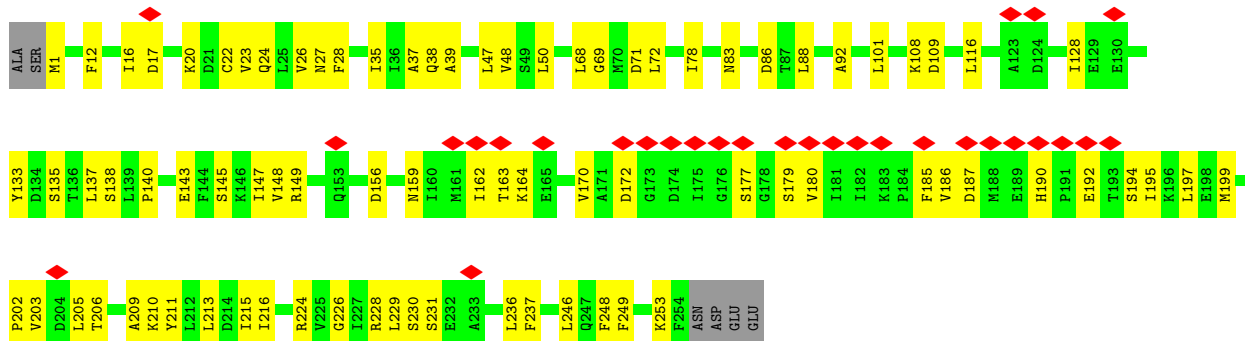 ALA SER M1 F12 I16 D17 K20 D21 C22 V23 Q24 L25 V26 N27 F28 I35 I36 A37 Q38 A39 L47 V48 S49 L50 L68 G69 M70 D71 L72 I78 N83 D86 T87 L88 A92 L101 K108 D109 L116 A123 D124 I128 E129 E130
Y133 D134 S135 T136 L137 S138 L139 P140 E143 F144 S145 K146 I147 V148 R149 Q153 D156 N159 I160 M161 I162 T163 K164 E165 V170 A171 D172 G173 D174 I175 G176 S177 G178 S179 V180 I181 I182 K183 P184 F185 V186 D187 M188 E189 H190 P191 E192 T193 S194 I195 K196 L197 E198 M199
P202 V203 D204 L205 T206 A209 K210 Y211 L212 L213 D214 I215 I216 R224 V225 G226 I227 R228 L229 S230 S231 E232 A233 L236 F237 L246 Q247 F248 F249 K253 F254 ASN ASP GLU GLU